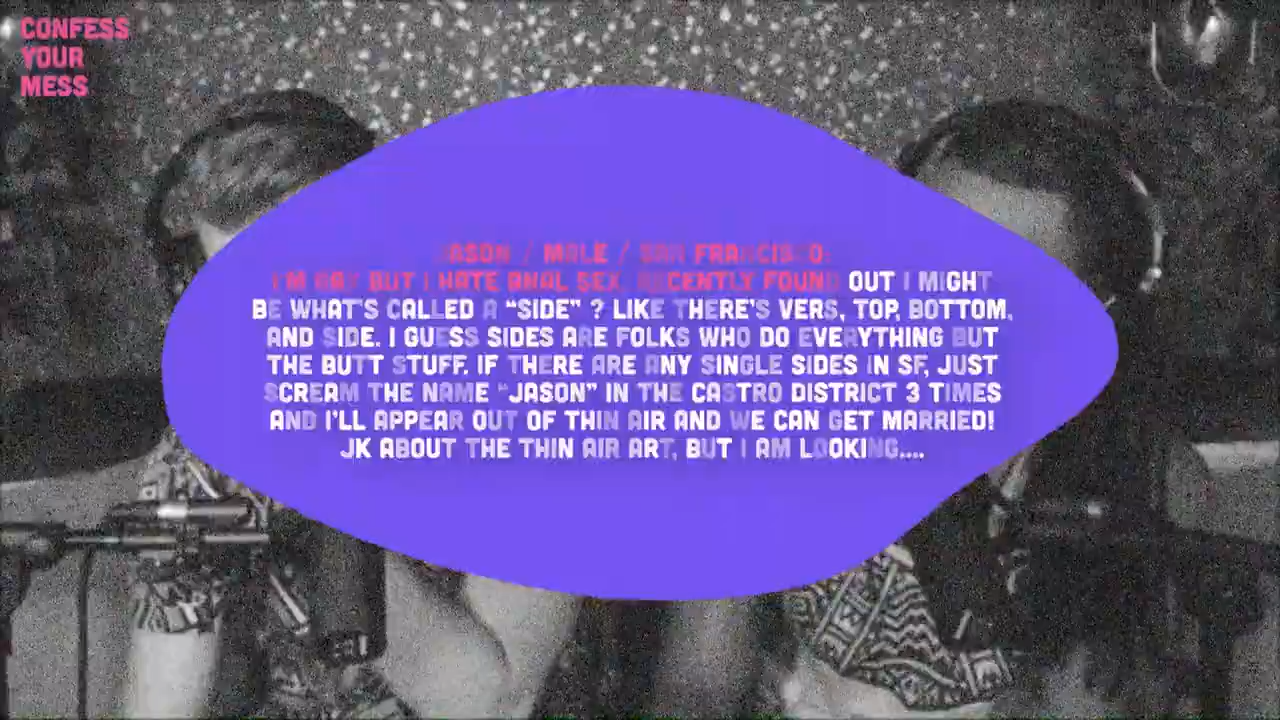 CONFESS
YOUR
MESS
JASON / MALE / SAN FRANCISCO:
I'M GAY BUT I HATE ANAL SEX. RECENTLY FOUND OUT I MIGHT
BE WHAT'S CALLED A “SIDE” ? LIKE THERE'S VERS, TOP, BOTTOM,
AND SIDE. I GUESS SIDES ARE FOLKS WHO DO EVERYTHING BUT
THE BUTT STUFF. IF THERE ARE ANY SINGLE SIDES IN SF, JUST
SCREAM THE NAME “JASON” IN THE CASTRO DISTRICT 3 TIMES
AND I'LL APPEAR OUT OF THIN AIR AND WE CAN GET MARRIED!
JK ABOUT THE THIN AIR ART, BUT I AM LOOKING....